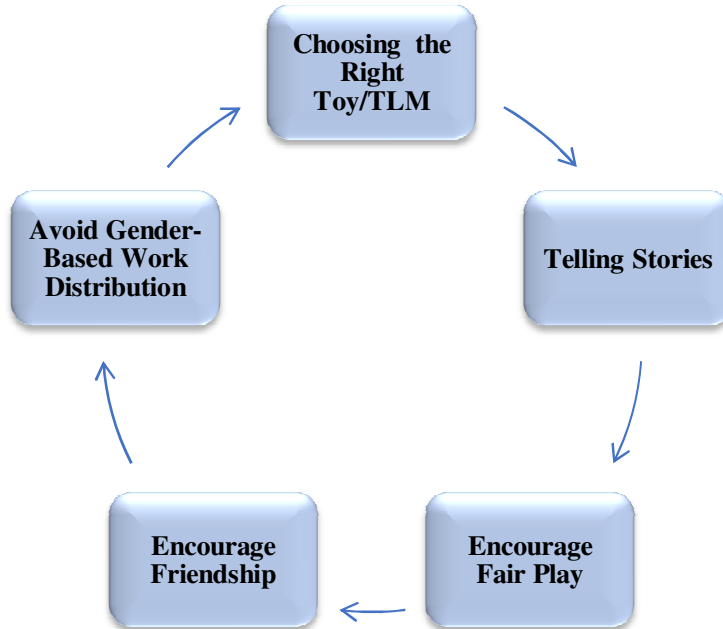 Choosing the
Right
Toy/TLM
Telling Stories
Encourage
Fair Play
Encourage
Friendship
Avoid Gender-
Based Work
Distribution